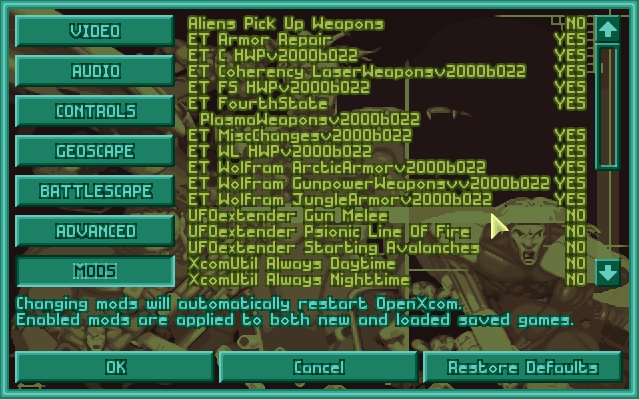 VIDEO
AUDIO
CONTROLS
GEOSCAPE
BATTLESCAPE
ADVANCED
MODS
Aliens Pick Up Weapons NO
ET Armor Repair YES
ET C HWPv2000b022 YES
ET Coherency LaserWeaponsv2000b022 YES
ET FS HWPv2000b022 YES
ET FourthState YES
PlasmaWeaponsv2000b022
ET MiscChangesv2000b022 YES
ET WL HWPv2000b022 YES
ET Wolfram ArcticArmorv2000b022 YES
ET Wolfram GunpowerWeaponsvv2000b022 YES
ET Wolfram JungleArmorv2000b022 YES
UFOextender Gun Melee NO
UFOextender Psionic Line Of Fire NO
UFOextender Starting Avalanches NO
XcomUtil Always Daytime NO
XcomUtil Always Nighttime NO
Changing mods will automatically restart OpenXcom.
Enabled mods are applied to both new and loaded saved games.
OK
Cancel
Restore Defaults